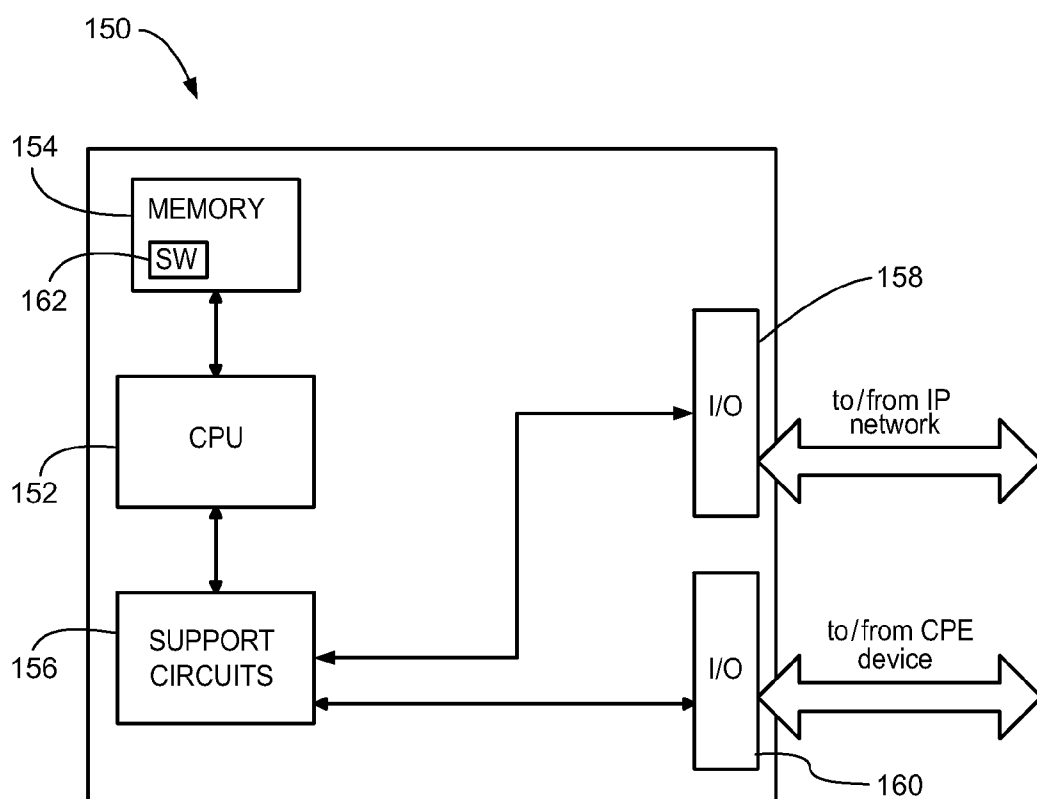 150
154
MEMORY
SW
162
158
I/O
to/from IP
network
CPU
152
SUPPORT
CIRCUITS
156
I/O
to/from CPE
device
160